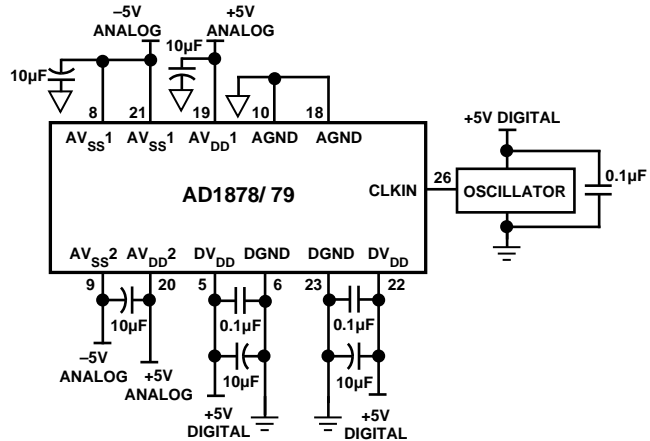 –5V
ANALOG
+5V
ANALOG
10µF
10µF
8
21
19
10
18
AV_SS1
AV_SS1
AV_DD1
AGND
AGND
+5V DIGITAL
AD1878/ 79
CLKIN
26
OSCILLATOR
0.1µF
AV_SS2
AV_DD2
DV_DD
DGND
DGND
DV_DD
9
20
5
6
23
22
10µF
0.1µF
0.1µF
–5V
ANALOG
+5V
ANALOG
10µF
10µF
+5V
DIGITAL
+5V
DIGITAL